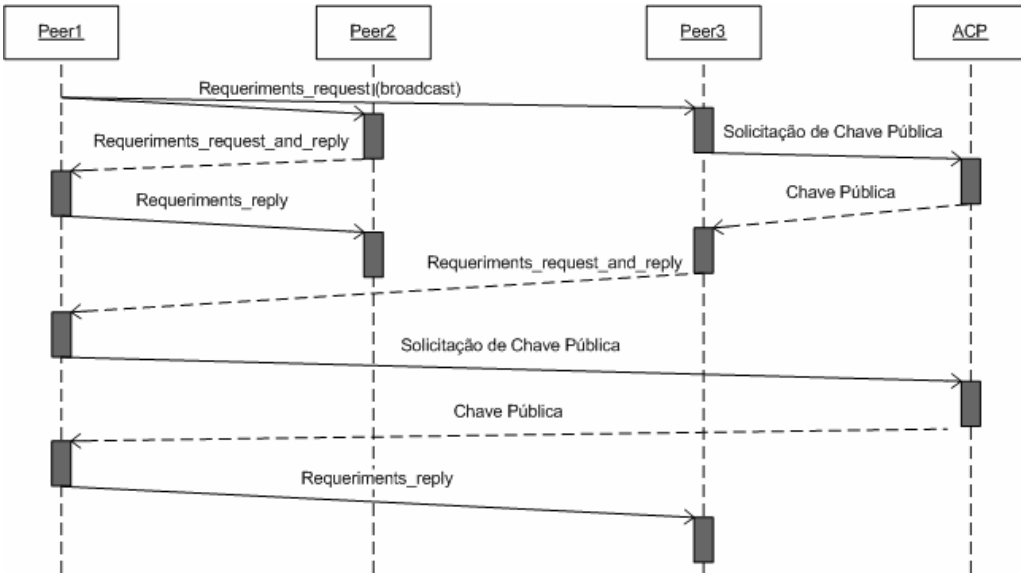 Peer1
Peer2
Peer3
ACP
Requeriments_request (broadcast)
Requeriments_request_and_reply
Solicitação de Chave Pública
Requeriments_reply
Chave Pública
Requeriments_request_and_reply
Solicitação de Chave Pública
Chave Pública
Requeriments_reply